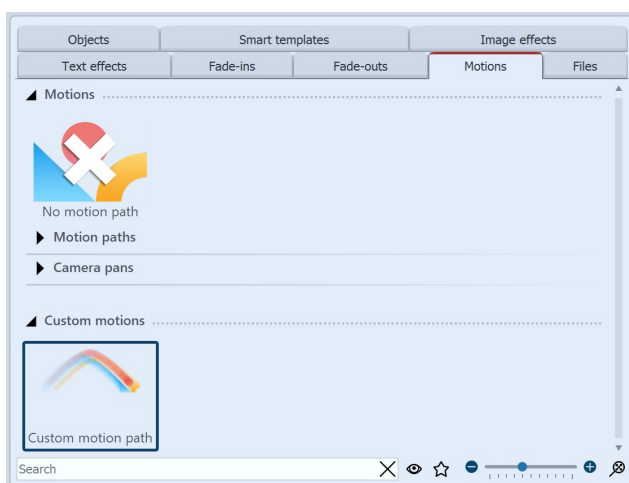 Objects
Smart templates
Image effects
Text effects
Fade-ins
Fade-outs
Motions
Files
Motions
No motion path
Motion paths
Camera pans
Custom motions
Custom motion path
Search